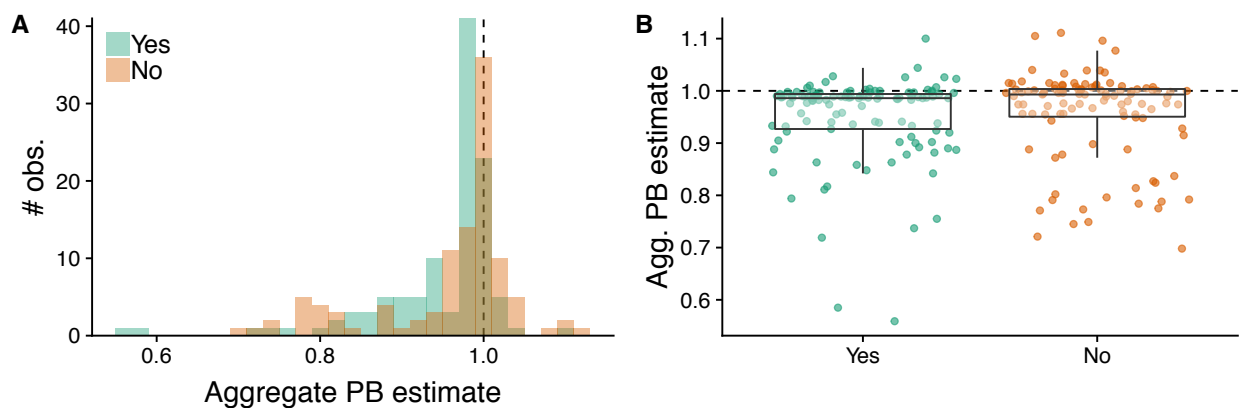 A
# obs.
40
30
20
10
0
Yes
No
0.6
0.8
1.0
Aggregate PB estimate
B
Agg. PB estimate
1.1
1.0
0.9
0.8
0.7
0.6
Yes
No